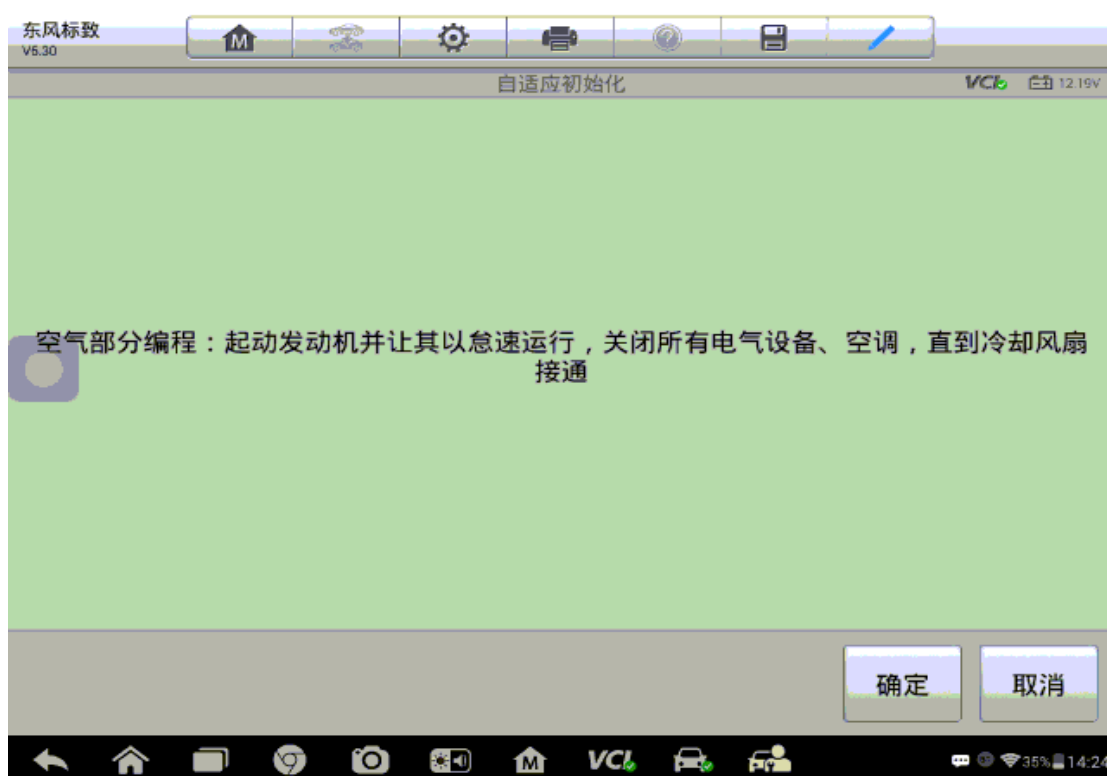 东风标致
V5.30
M
?
自适应初始化
VCI
12.19V
空气部分编程：起动发动机并让其以怠速运行，关闭所有电气设备、空调，直到冷却风扇
接通
确定
取消
M
VCI
35%
14:24